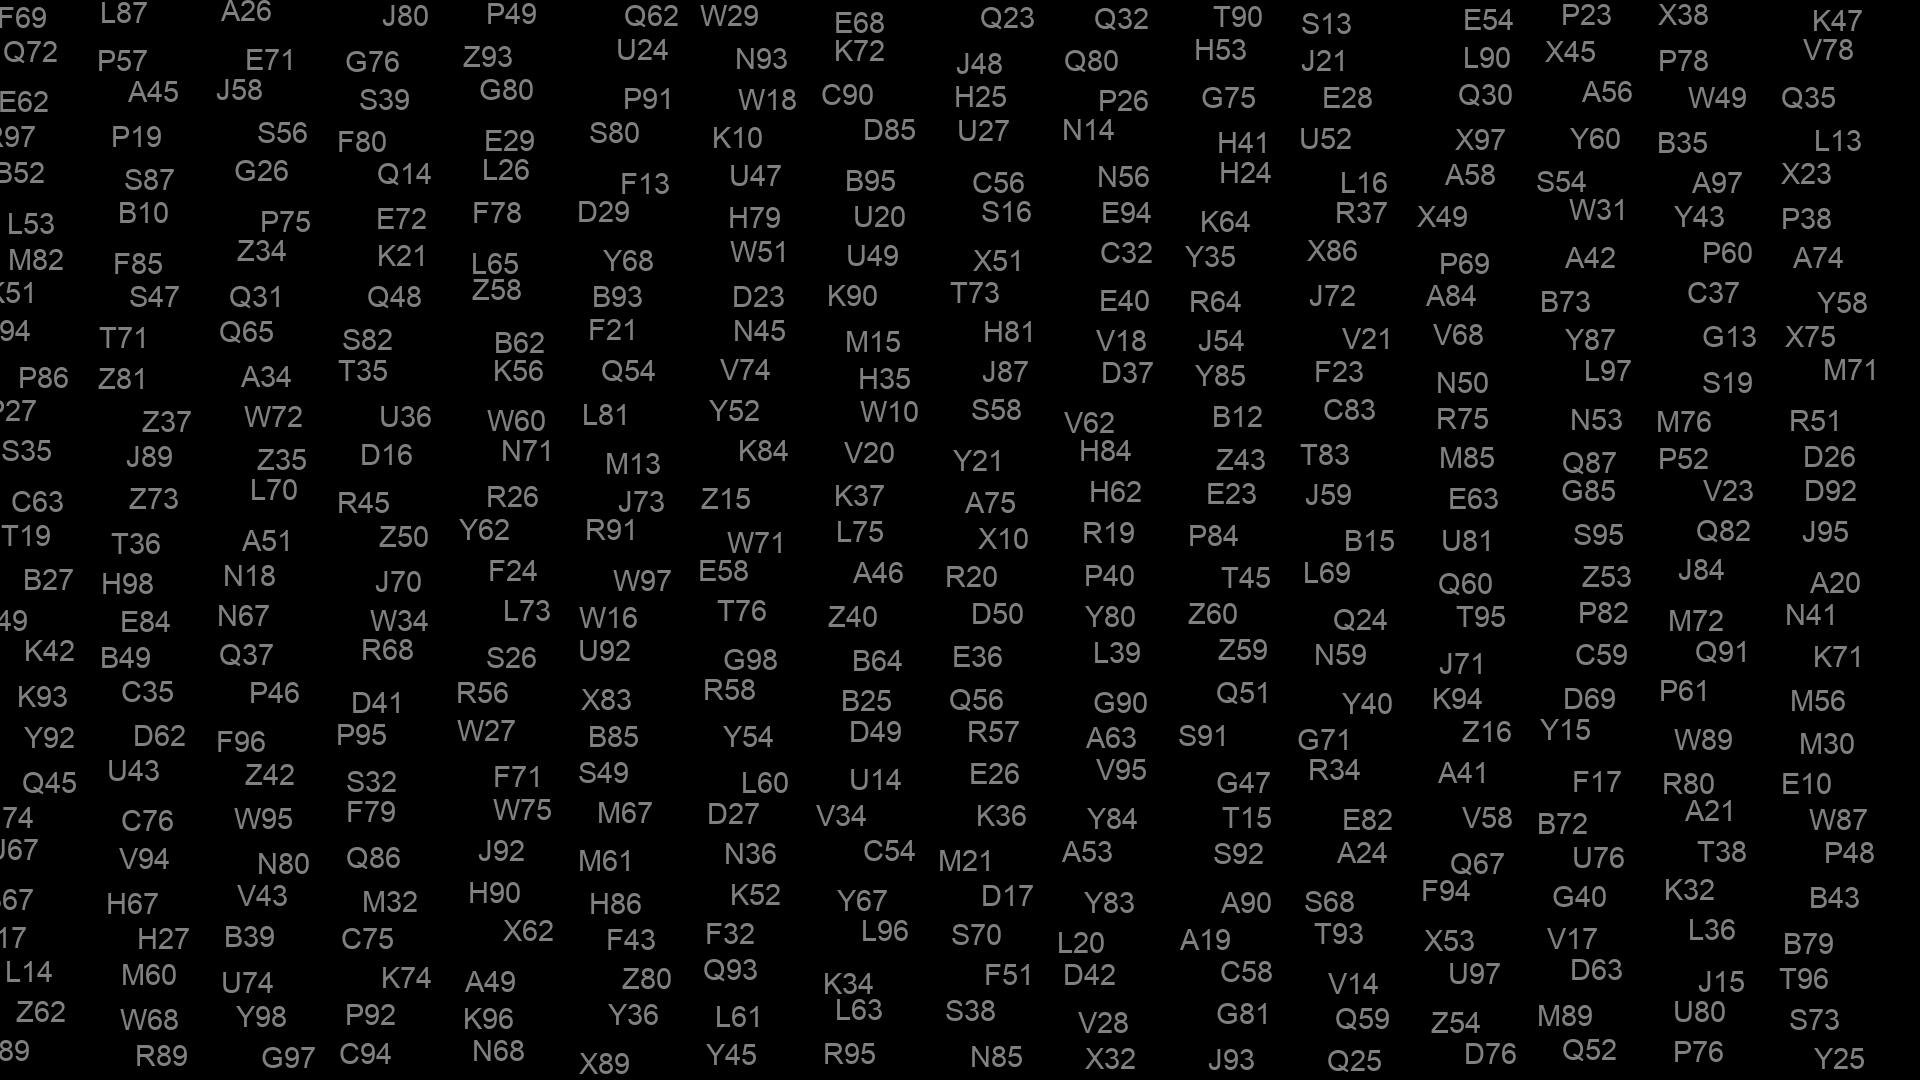 F69 L87 A26 J80 P49 Q62 W29 E68 Q23 Q32 T90 S13 E54 P23 X38 K47
Q72 P57 E71 G76 Z93 U24 N93 K72 J48 Q80 H53 J21 L90 X45 P78 V78
E62 A45 J58 S39 G80 P91 W18 C90 H25 P26 G75 E28 Q30 A56 W49 Q35
R97 P19 S56 F80 E29 S80 K10 D85 U27 N14 H41 U52 X97 Y60 B35 L13
B52 S87 G26 Q14 L26 F13 U47 B95 C56 N56 H24 L16 A58 S54 A97 X23
L53 B10 P75 E72 F78 D29 H79 U20 S16 E94 K64 R37 X49 W31 Y43 P38
M82 F85 Z34 K21 L65 Y68 W51 U49 X51 C32 Y35 X86 P69 A42 P60 A74
K51 S47 Q31 Q48 Z58 B93 D23 K90 T73 E40 R64 J72 A84 B73 C37 Y58
94 T71 Q65 S82 B62 F21 N45 M15 H81 V18 J54 V21 V68 Y87 G13 X75
P86 Z81 A34 T35 K56 Q54 V74 H35 J87 D37 Y85 F23 N50 L97 S19 M71
P27 Z37 W72 U36 W60 L81 Y52 W10 S58 V62 B12 C83 R75 N53 M76 R51
S35 J89 Z35 D16 N71 M13 K84 V20 Y21 H84 Z43 T83 M85 Q87 P52 D26
C63 Z73 L70 R45 R26 J73 Z15 K37 A75 H62 E23 J59 E63 G85 V23 D92
T19 T36 A51 Z50 Y62 R91 W71 L75 X10 R19 P84 B15 U81 S95 Q82 J95
B27 H98 N18 J70 F24 W97 E58 A46 R20 P40 T45 L69 Q60 Z53 J84 A20
49 E84 N67 W34 L73 W16 T76 Z40 D50 Y80 Z60 Q24 T95 P82 M72 N41
K42 B49 Q37 R68 S26 U92 G98 B64 E36 L39 Z59 N59 J71 C59 Q91 K71
K93 C35 P46 D41 R56 X83 R58 B25 Q56 G90 Q51 Y40 K94 D69 P61 M56
Y92 D62 F96 P95 W27 B85 Y54 D49 R57 A63 S91 G71 Z16 Y15 W89 M30
Q45 U43 Z42 S32 F71 S49 L60 U14 E26 V95 G47 R34 A41 F17 R80 E10
74 C76 W95 F79 W75 M67 D27 V34 K36 Y84 T15 E82 V58 B72 A21 W87
U67 V94 N80 Q86 J92 M61 N36 C54 M21 A53 S92 A24 Q67 U76 T38 P48
67 H67 V43 M32 H90 H86 K52 Y67 D17 Y83 A90 S68 F94 G40 K32 B43
17 H27 B39 C75 X62 F43 F32 L96 S70 L20 A19 T93 X53 V17 L36 B79
L14 M60 U74 K74 A49 Z80 Q93 K34 F51 D42 C58 V14 U97 D63 J15 T96
Z62 W68 Y98 P92 K96 Y36 L61 L63 S38 V28 G81 Q59 Z54 M89 U80 S73
89 R89 G97 C94 N68 X89 Y45 R95 N85 X32 J93 Q25 D76 Q52 P76 Y25